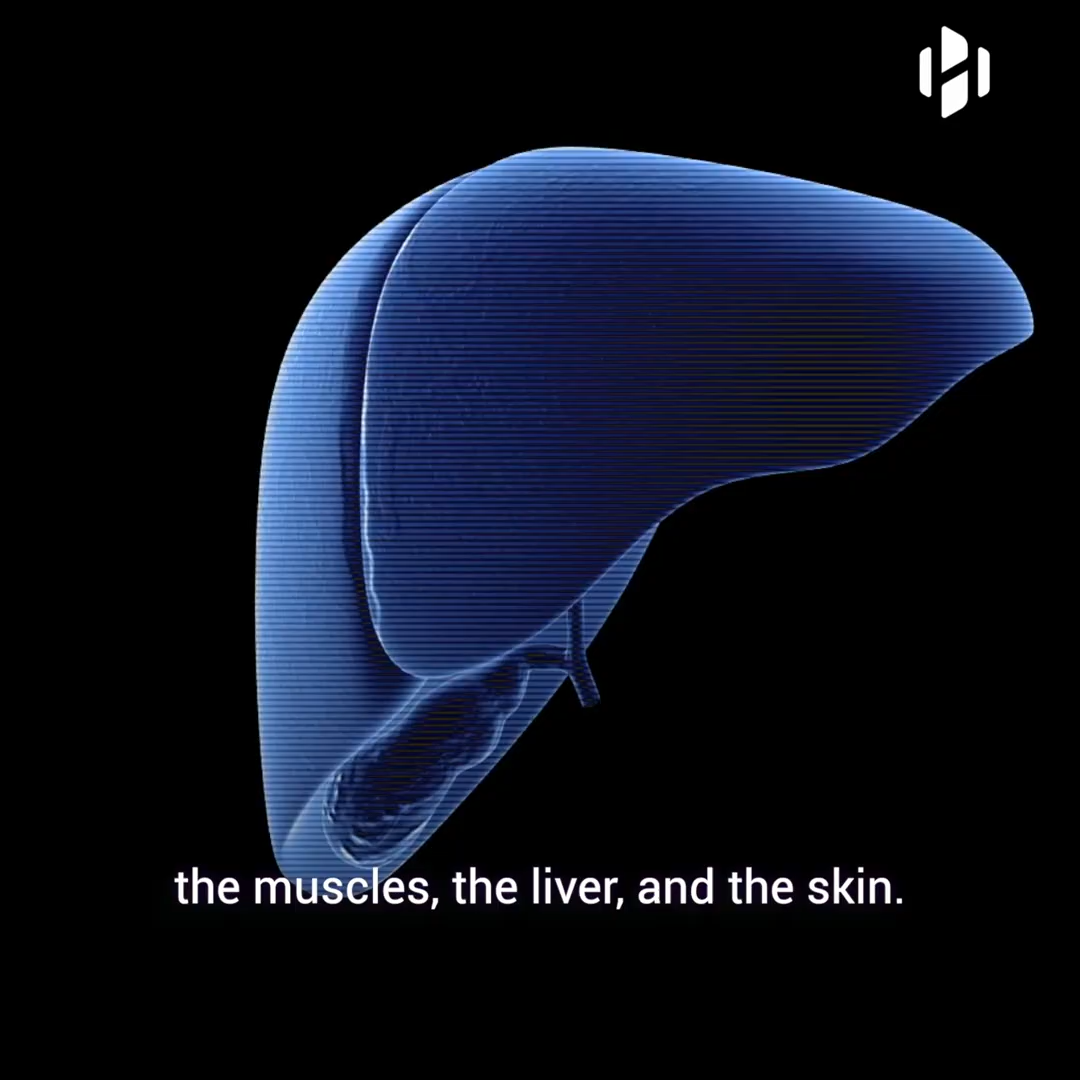 the muscles, the liver, and the skin.